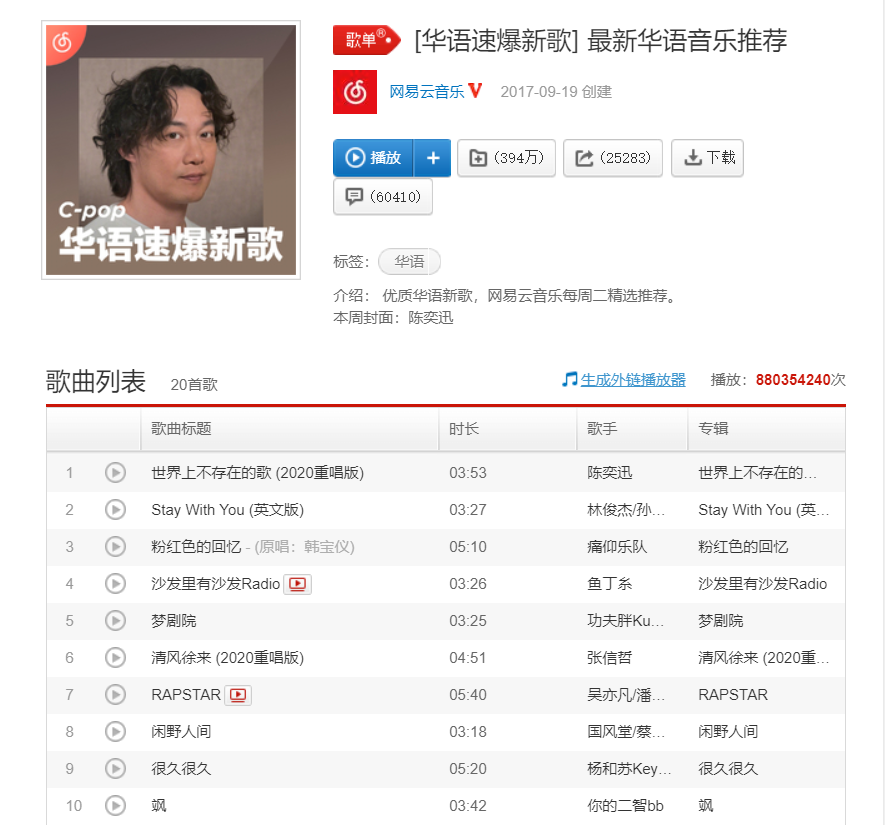 歌单® [华语速爆新歌] 最新华语音乐推荐
网易云音乐 V 2017-09-19 创建
播放 + (394万) (25283) 下载
(60410)
C-pop
华语速爆新歌
标签： 华语
介绍： 优质华语新歌，网易云音乐每周二精选推荐。
本周封面：陈奕迅
歌曲列表 20首歌 生成外链播放器 播放：880354240次
歌曲标题 时长 歌手 专辑
1 世界上不存在的歌 (2020重唱版) 03:53 陈奕迅 世界上不存在的...
2 Stay With You (英文版) 03:27 林俊杰/孙... Stay With You (英...
3 粉红色的回忆 - (原唱：韩宝仪) 05:10 痛仰乐队 粉红色的回忆
4 沙发里有沙发Radio 03:26 鱼丁糸 沙发里有沙发Radio
5 梦剧院 03:25 功夫胖Ku... 梦剧院
6 清风徐来 (2020重唱版) 04:51 张信哲 清风徐来 (2020重...
7 RAPSTAR 05:40 吴亦凡/潘... RAPSTAR
8 闲野人间 03:18 国风堂/蔡... 闲野人间
9 很久很久 05:20 杨和苏Key... 很久很久
10 飒 03:42 你的二智bb 飒